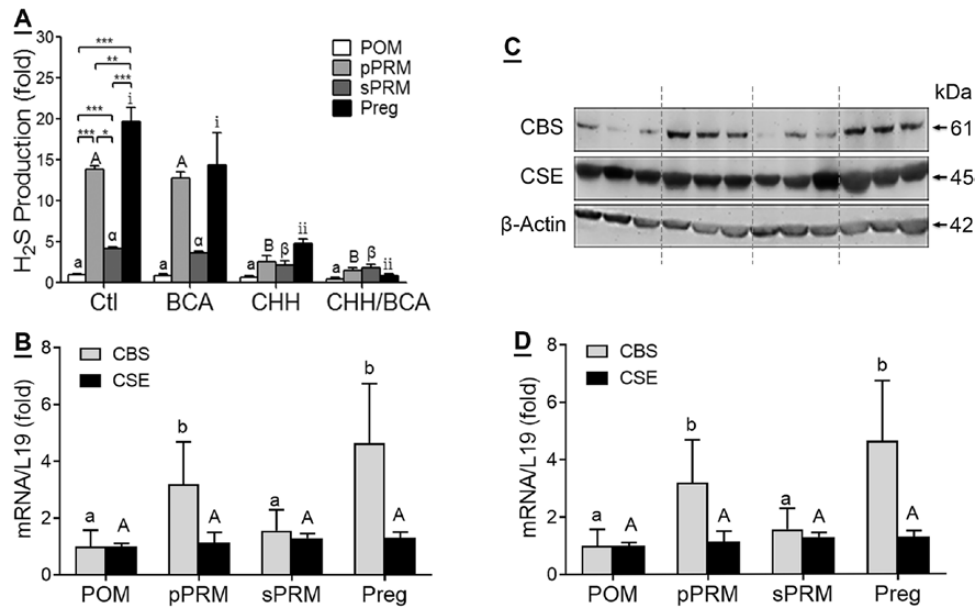 A
H₂S Production (fold)
30
25
20
15
10
5
0
*** ** *** *** *** *
a A α i
a A α i
a B β ii
a B β ii
POM
pPRM
sPRM
Preg
Ctl BCA CHH CHH/BCA
C
kDa
CBS 61
CSE 45
β-Actin 42
B
mRNA/L19 (fold)
8
6
4
2
0
CBS
CSE
a A b A a A b A
POM pPRM sPRM Preg
D
mRNA/L19 (fold)
8
6
4
2
0
CBS
CSE
a A b A a A b A
POM pPRM sPRM Preg